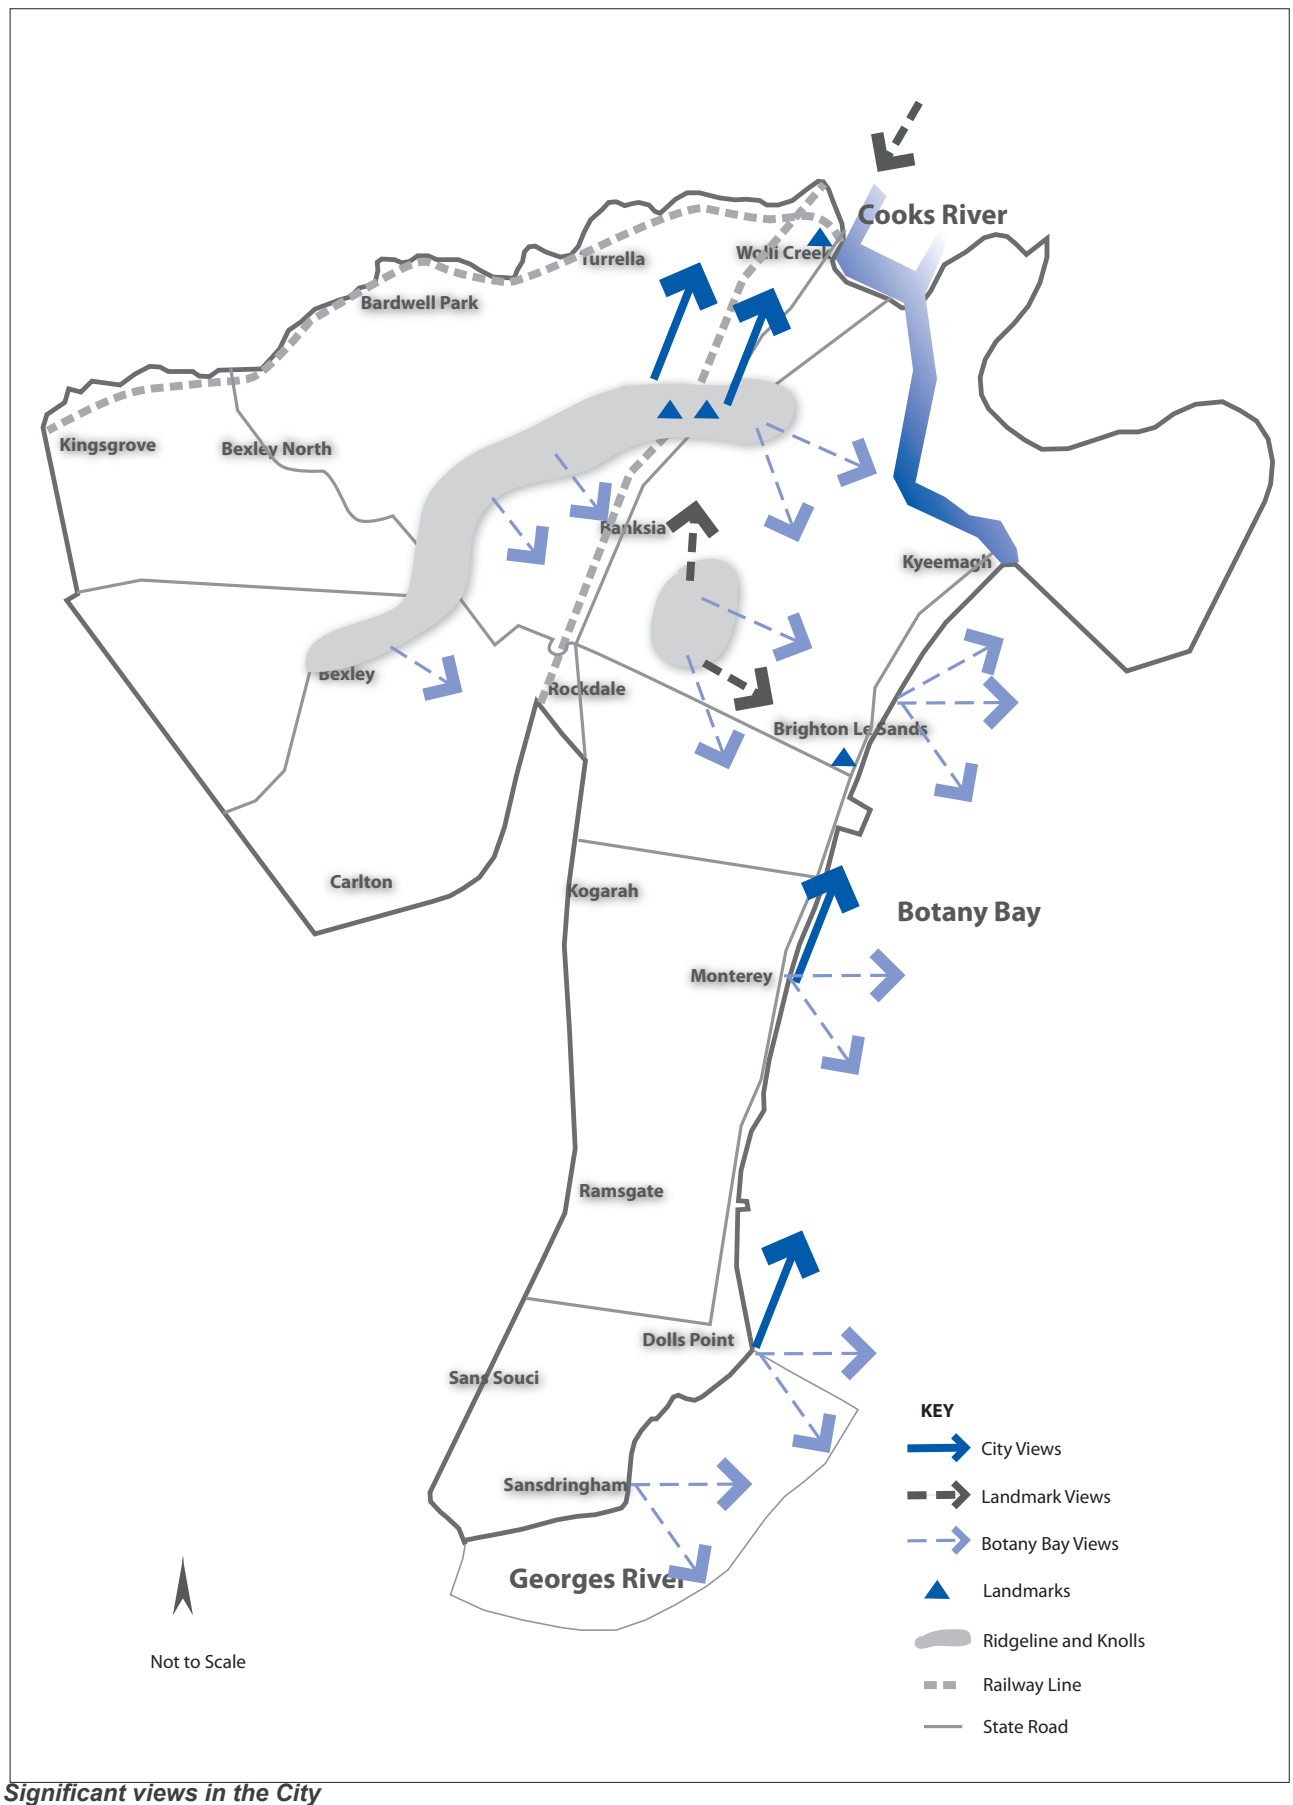 Cooks River
Turrella
Wolli Creek
Bardwell Park
Kingsgrove
Bexley North
Banksia
Kyeemagh
Bexley
Rockdale
Brighton Le Sands
Carlton
Kogarah
Botany Bay
Monterey
Ramsgate
Dolls Point
Sans Souci
Sansdringham
Georges River
Not to Scale
KEY
City Views
Landmark Views
Botany Bay Views
Landmarks
Ridgeline and Knolls
Railway Line
State Road
Significant views in the City